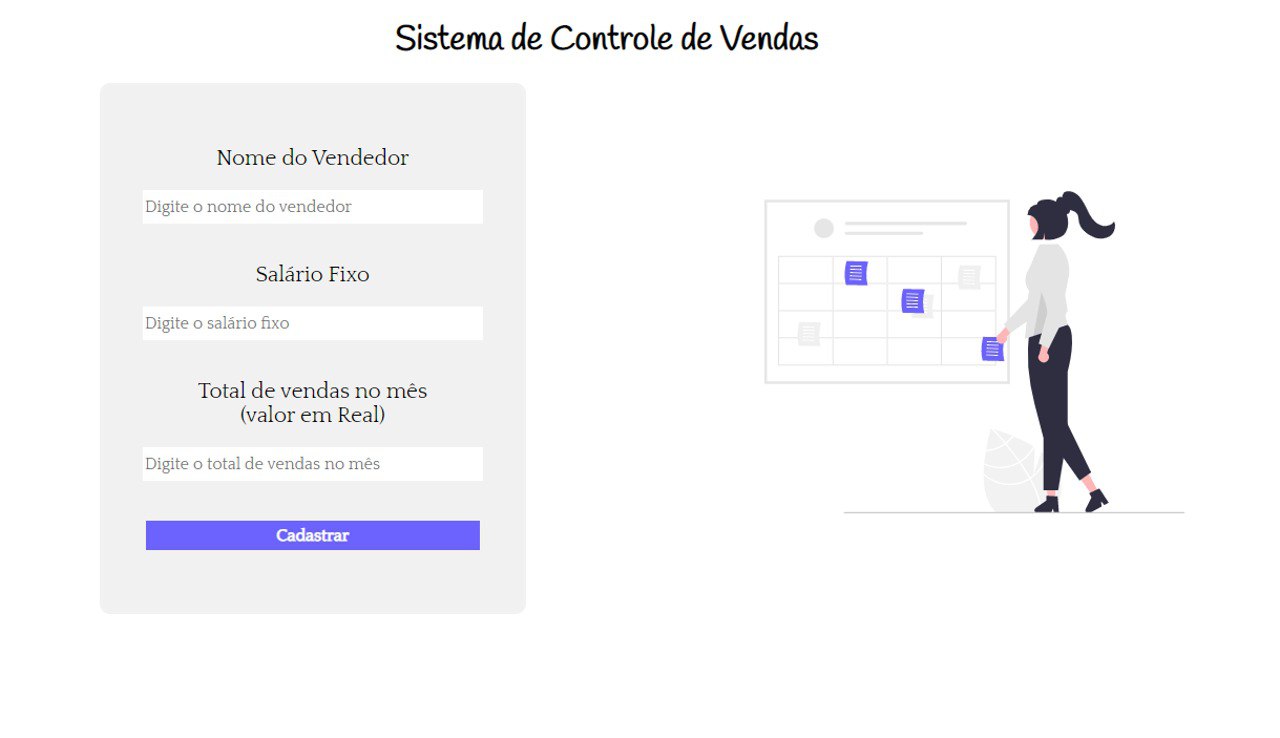 Sistema de Controle de Vendas
Nome do Vendedor
Digite o nome do vendedor
Salário Fixo
Digite o salário fixo
Total de vendas no mês
(valor em Real)
Digite o total de vendas no mês
Cadastrar